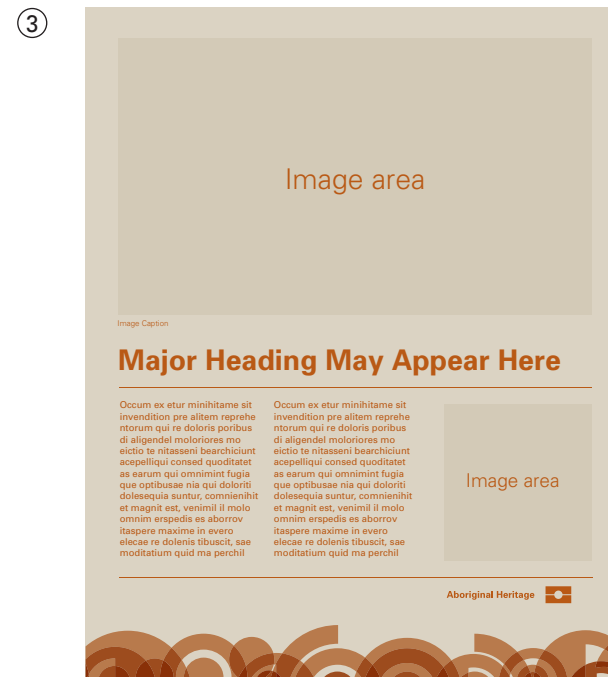 3
Image area
Image Caption
Major Heading May Appear Here
Occum ex etur minihitame sit
invendition pre alitem reprehe
ntorum qui re doloris poribus
di aligendel moloriores mo
eictio te nitasseni bearchiciunt
acepelliqui consed quoditatet
as earum qui omnimint fugia
que optibusae nia qui doloriti
dolesequia suntur, comnienihit
et magnit est, venimil il molo
omnim erspedis es aborrov
itaspere maxime in evero
elecae re dolenis tibuscit, sae
moditatium quid ma perchil
Occum ex etur minihitame sit
invendition pre alitem reprehe
ntorum qui re doloris poribus
di aligendel moloriores mo
eictio te nitasseni bearchiciunt
acepelliqui consed quoditatet
as earum qui omnimint fugia
que optibusae nia qui doloriti
dolesequia suntur, comnienihit
et magnit est, venimil il molo
omnim erspedis es aborrov
itaspere maxime in evero
elecae re dolenis tibuscit, sae
moditatium quid ma perchil
Image area
Aboriginal Heritage